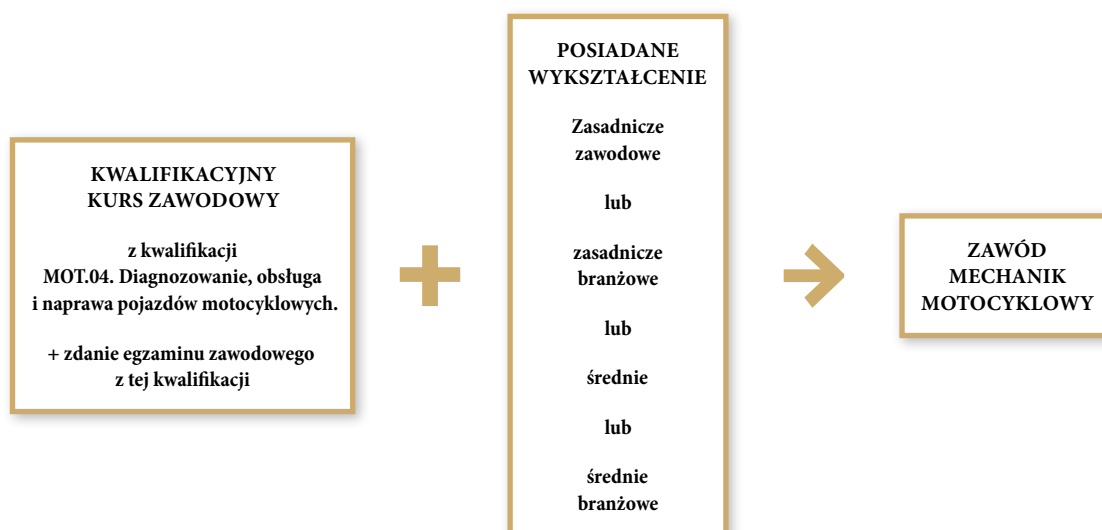 KWALIFIKACYJNY
KURS ZAWODOWY
z kwalifikacji
MOT.04. Diagnozowanie, obsługa
i naprawa pojazdów motocyklowych.
+ zdanie egzaminu zawodowego
z tej kwalifikacji
POSIADANE
WYKSZTAŁCENIE
Zasadnicze
zawodowe
lub
zasadnicze
branżowe
lub
średnie
lub
średnie
branżowe
ZAWÓD
MECHANIK
MOTOCYKLOWY